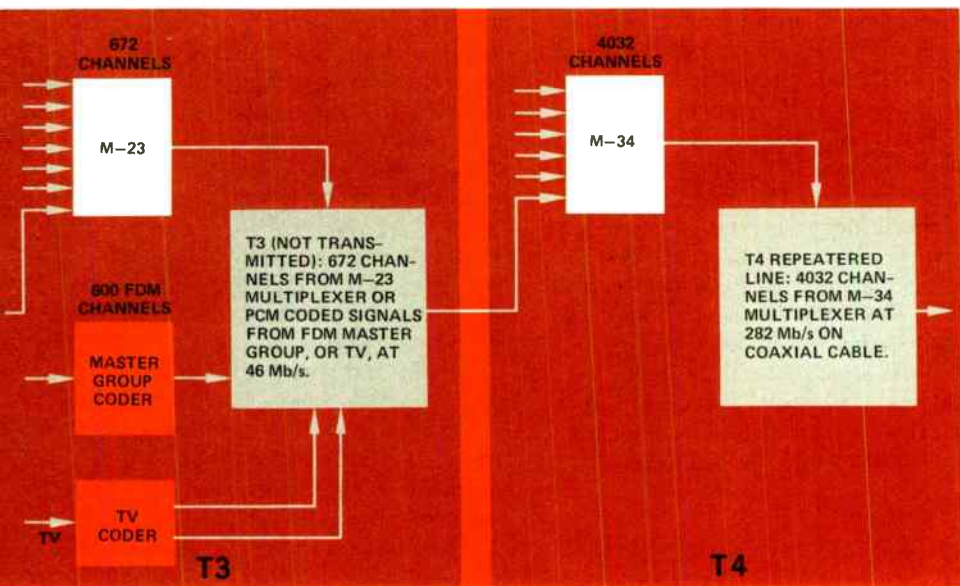 672
CHANNELS
M–23
600 FDM
CHANNELS
MASTER
GROUP
CODER
TV
TV
CODER
T3 (NOT TRANS-
MITTED): 672 CHAN-
NELS FROM M–23
MULTIPLEXER OR
PCM CODED SIGNALS
FROM FDM MASTER
GROUP, OR TV, AT
46 Mb/s.
T3
4032
CHANNELS
M–34
T4 REPEATERED
LINE: 4032 CHAN-
NELS FROM M–34
MULTIPLEXER AT
282 Mb/s ON
COAXIAL CABLE.
T4